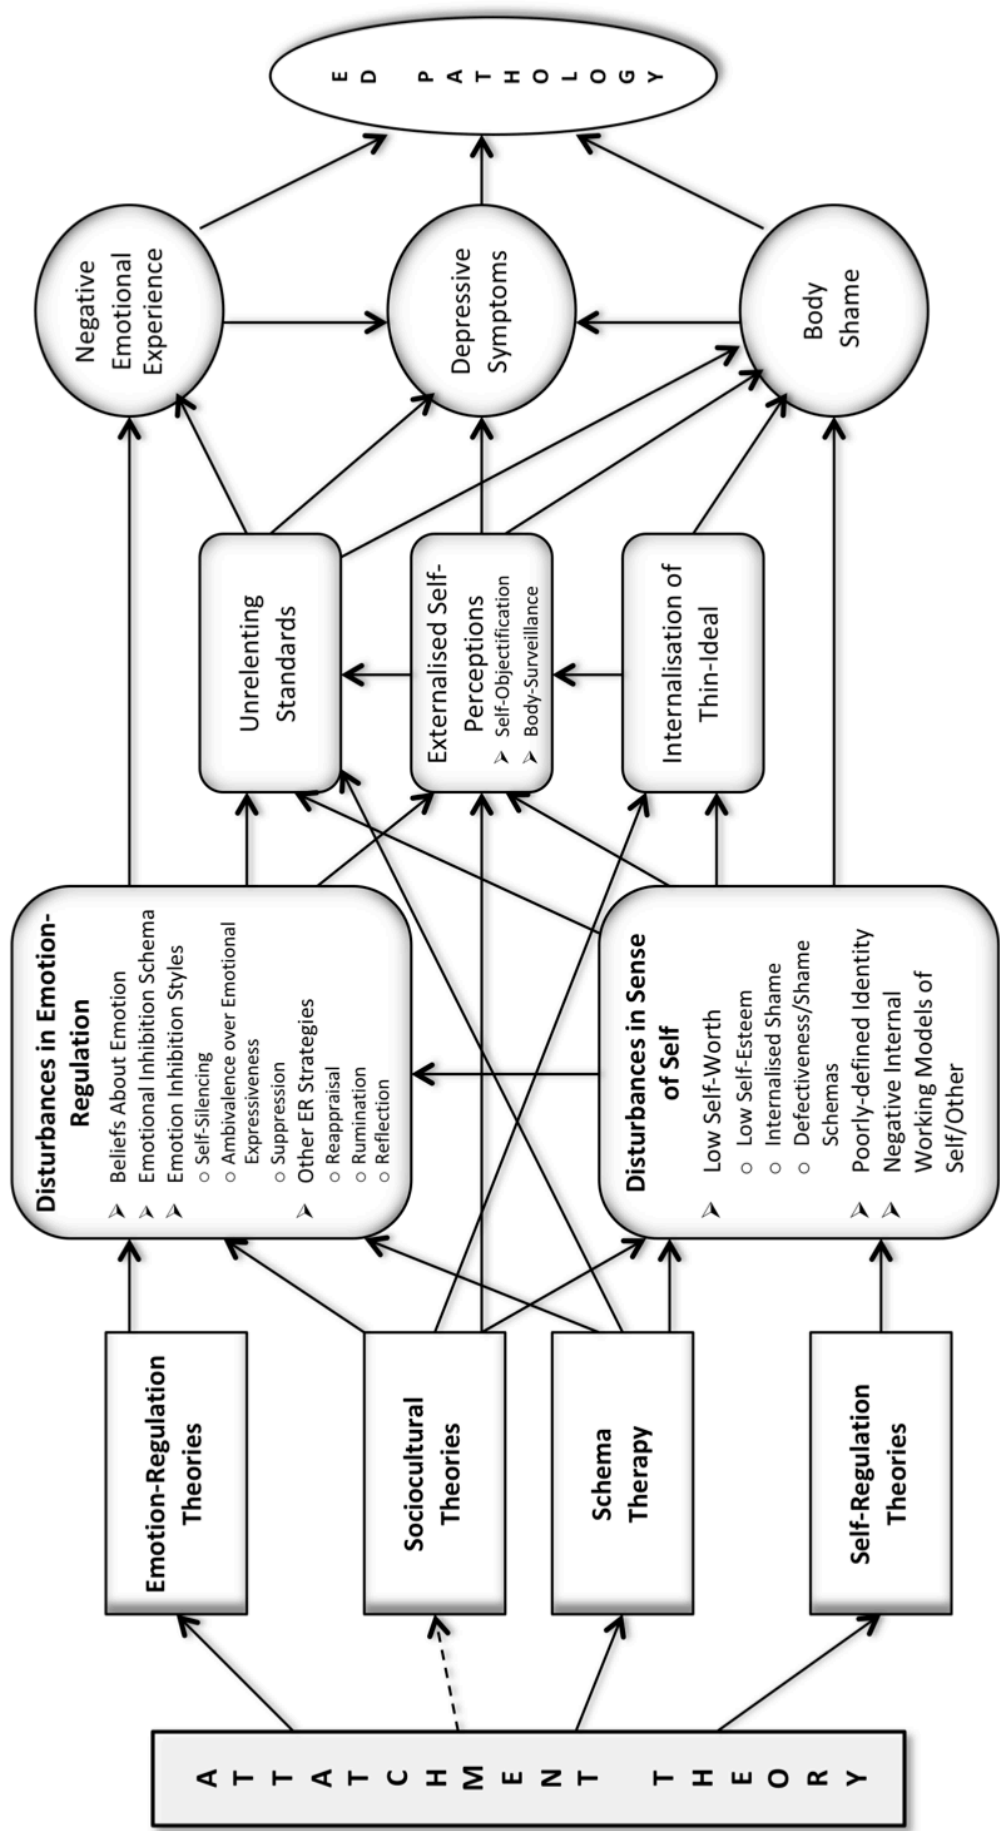 ATTATCHMENT THEORY
Emotion-Regulation
Theories
Sociocultural
Theories
Schema
Therapy
Self-Regulation
Theories
Disturbances in Emotion-
Regulation
➢ Beliefs About Emotion
➢ Emotional Inhibition Schema
➢ Emotion Inhibition Styles
○ Self-Silencing
○ Ambivalence over Emotional
Expressiveness
○ Suppression
➢ Other ER Strategies
○ Reappraisal
○ Rumination
○ Reflection
Disturbances in Sense
of Self
➢ Low Self-Worth
○ Low Self-Esteem
○ Internalised Shame
○ Defectiveness/Shame
Schemas
➢ Poorly-defined Identity
➢ Negative Internal
Working Models of
Self/Other
Unrelenting
Standards
Externalised Self-
Perceptions
➢ Self-Objectification
➢ Body-Surveillance
Internalisation of
Thin-Ideal
Negative
Emotional
Experience
Depressive
Symptoms
Body
Shame
ED PATHOLOGY